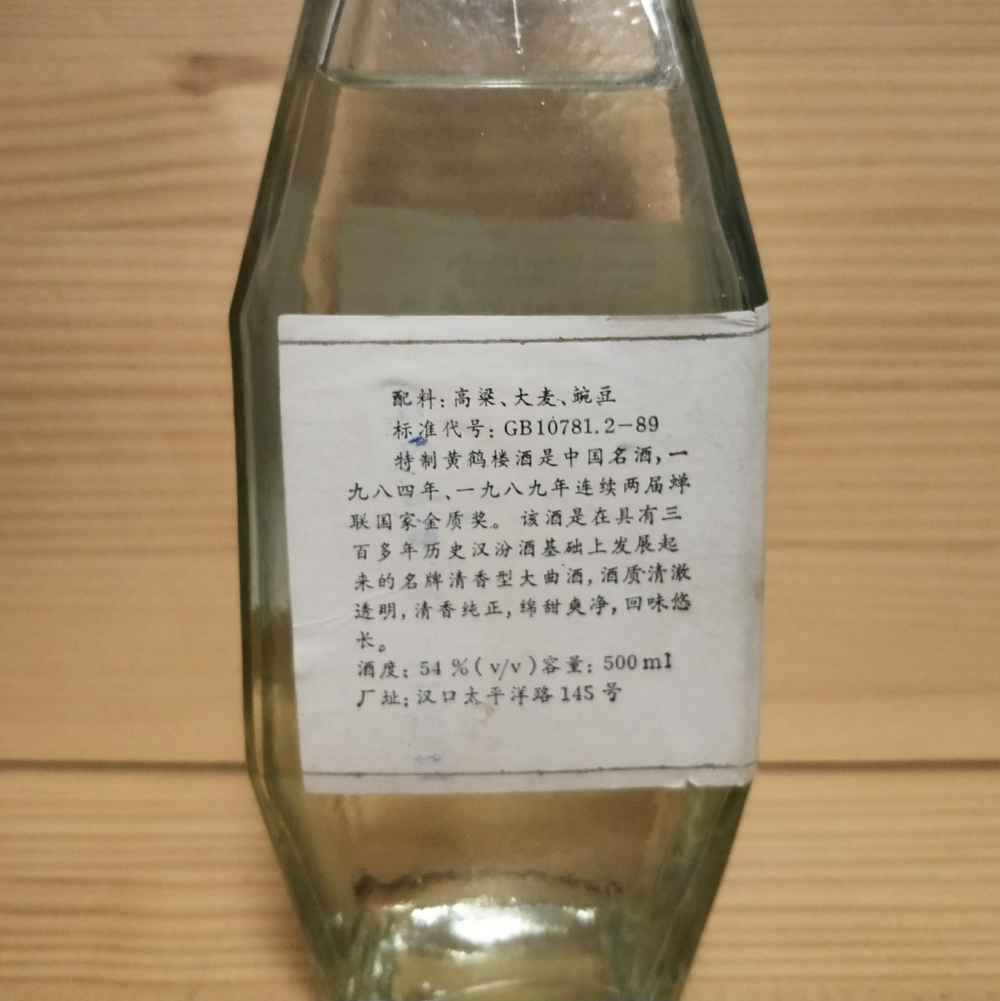 配料：高粱、大麦、豌豆
标准代号：GB10781.2-89
特制黄鹤楼酒是中国名酒，一
九八四年、一九八九年连续两届蝉
联国家金质奖。该酒是在具有三
百多年历史汉汾酒基础上发展起
来的名牌清香型大曲酒，酒质清澈
透明，清香纯正，绵甜爽净，回味悠
长。
酒度：54％(v/v)容量：500ml
厂址：汉口太平洋路145号